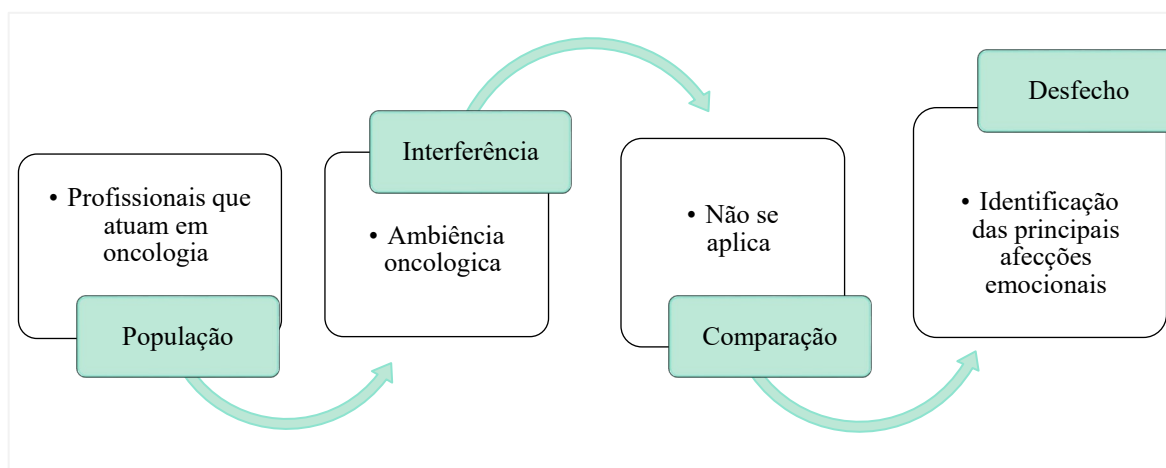 • Profissionais que
atuam em
oncologia
População
Interferência
• Ambiência
oncologica
• Não se
aplica
Comparação
Desfecho
• Identificação
das principais
afecções
emocionais